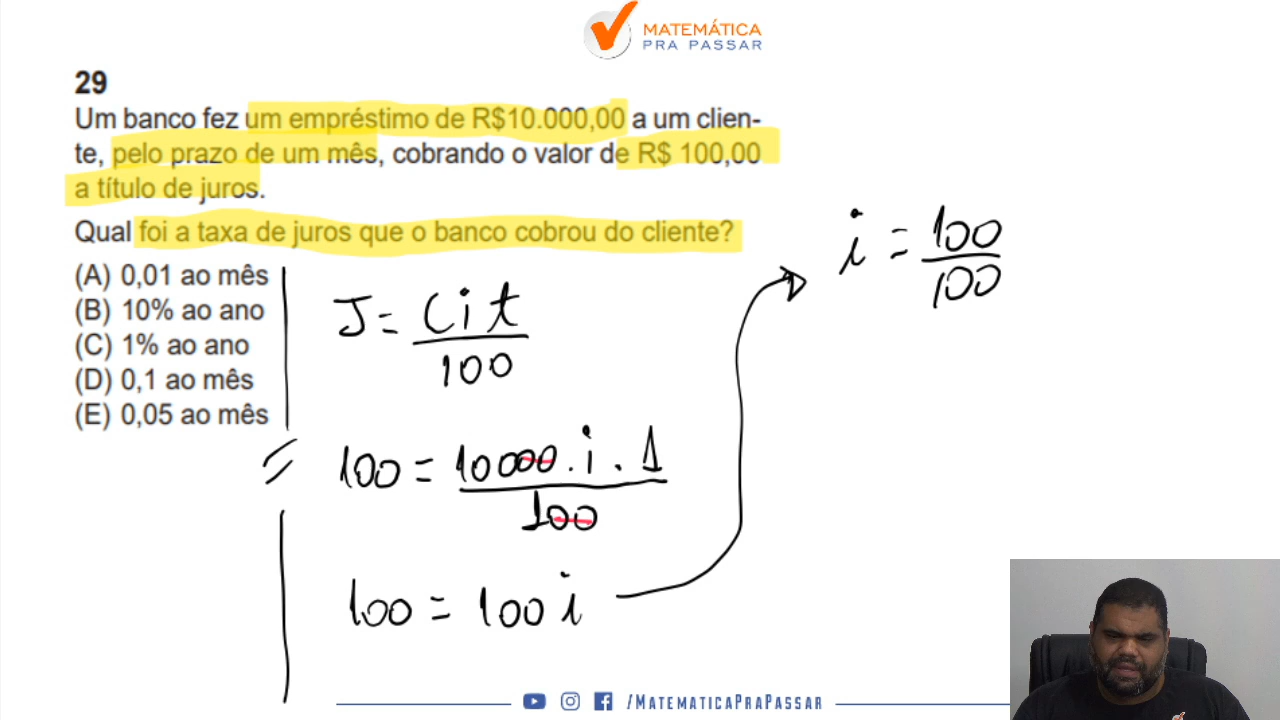 MATEMÁTICA
PRA PASSAR
29
Um banco fez um empréstimo de R$10.000,00 a um clien-
te, pelo prazo de um mês, cobrando o valor de R$ 100,00
a título de juros.
Qual foi a taxa de juros que o banco cobrou do cliente?
(A) 0,01 ao mês
(B) 10% ao ano
(C) 1% ao ano
(D) 0,1 ao mês
(E) 0,05 ao mês
J = Cit
100
100 = 10000 . i . 1
100
100 = 100 i
i = 100
100
/MATEMATICAPRAPASSAR